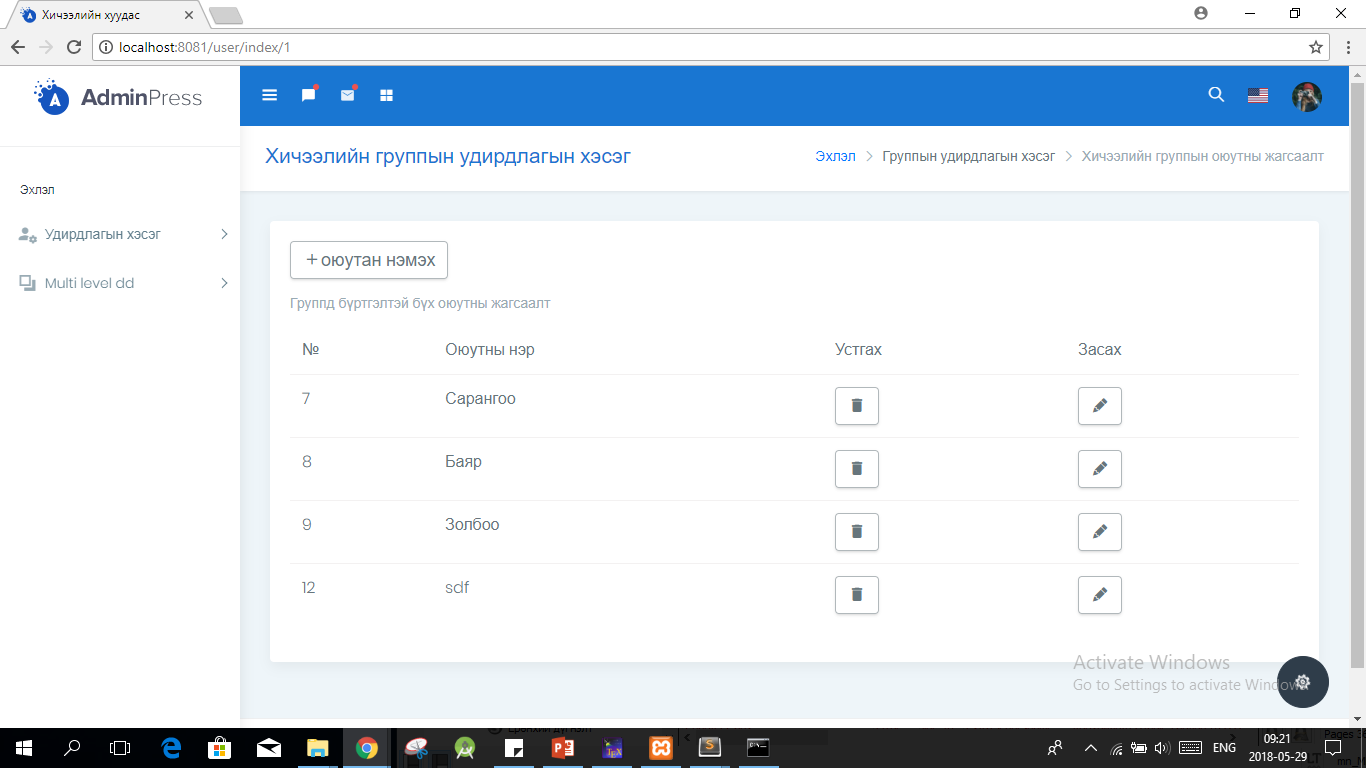 Хичээлийн хуудас
localhost:8081/user/index/1
AdminPress
Хичээлийн группын удирдлагын хэсэг
Эхлэл > Группын удирдлагын хэсэг > Хичээлийн группын оюутны жагсаалт
Эхлэл
Удирдлагын хэсэг
Multi level dd
+ оюутан нэмэх
Группд бүртгэлтэй бүх оюутны жагсаалт
№ Оюутны нэр Устгах Засах
7 Сарангоо
8 Баяр
9 Золбоо
12 sdf
Activate Windows
Go to Settings to activate Windows.
ENG
09:21
2018-05-29